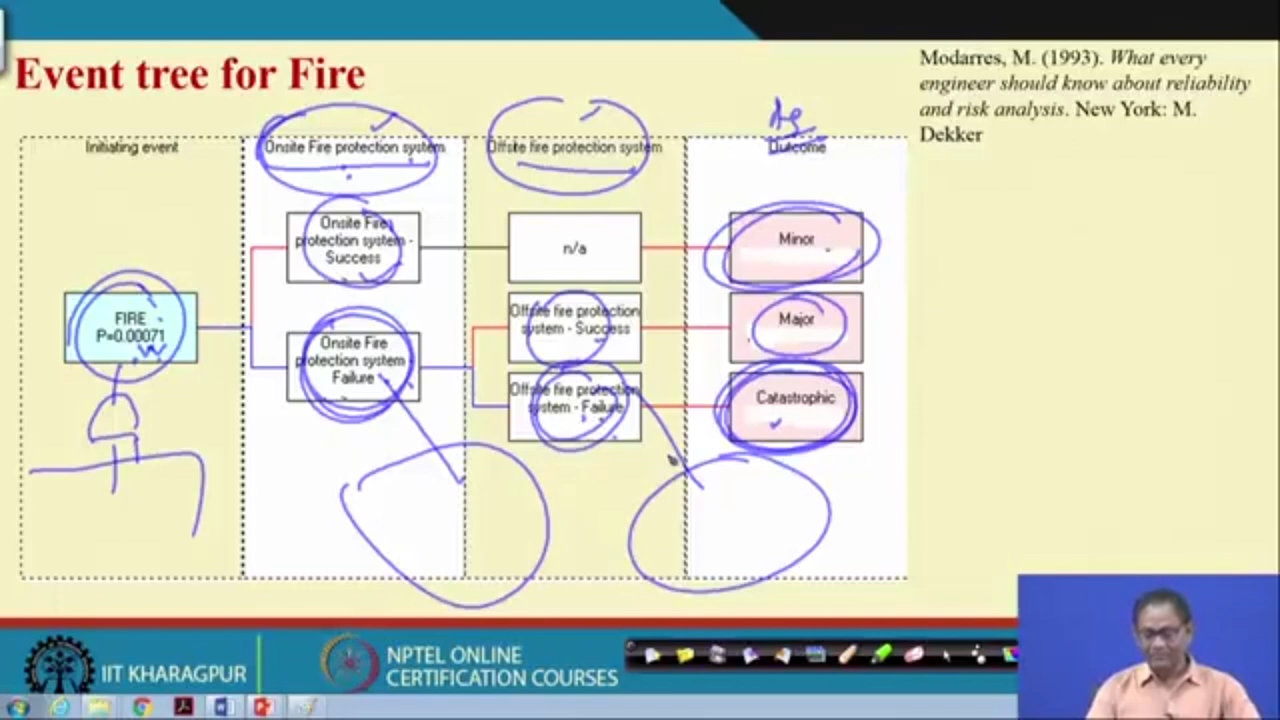 Event tree for Fire
Modarres, M. (1993). What every
engineer should know about reliability
and risk analysis. New York: M.
Dekker
Initiating event
Onsite Fire protection system
Offsite fire protection system
Outcome
FIRE
P=0.00071
Onsite Fire
protection system -
Success
n/a
Minor
Offsite fire protection
system - Success
Major
Onsite Fire
protection system -
Failure
Offsite fire protection
system - Failure
Catastrophic
IIT KHARAGPUR
NPTEL ONLINE
CERTIFICATION COURSES